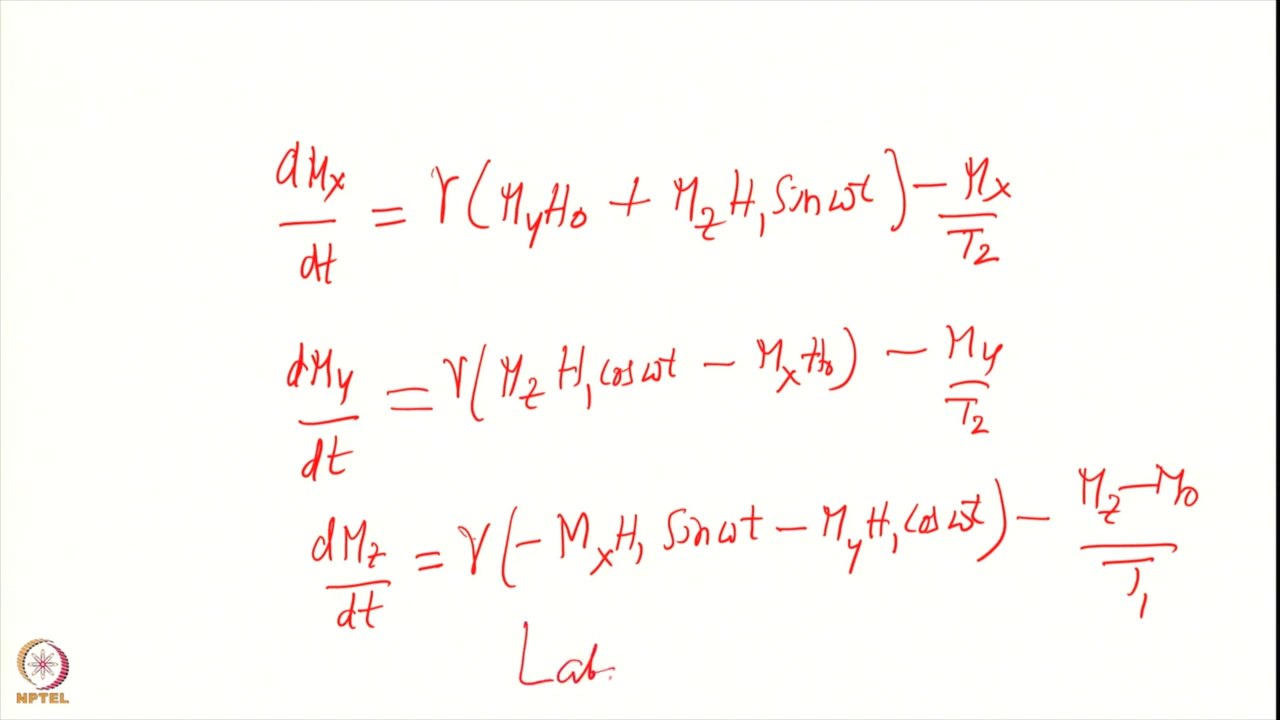 dMx/dt = γ(MyH₀ + MzH₁ Sin ωt) − Mx/T₂
dMy/dt = γ(MzH₁ cos ωt − MxH₀) − My/T₂
dMz/dt = γ(−MxH₁ Sin ωt − MyH₁ cos ωt) − Mz−M₀/T₁
Lab.
NPTEL